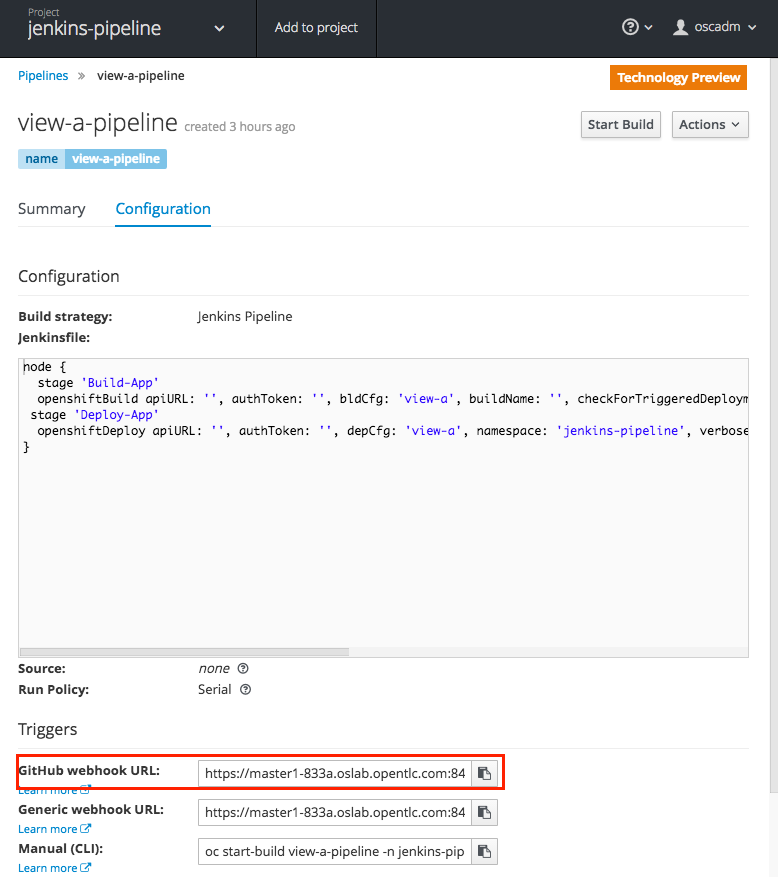 Project
jenkins-pipeline
Add to project
oscadm
Pipelines » view-a-pipeline
Technology Preview
view-a-pipeline created 3 hours ago
Start Build
Actions
name view-a-pipeline
Summary
Configuration
Configuration
Build strategy: Jenkins Pipeline
Jenkinsfile:
node {
stage 'Build-App'
openshiftBuild apiURL: '', authToken: '', bldCfg: 'view-a', buildName: '', checkForTriggeredDeploym
stage 'Deploy-App'
openshiftDeploy apiURL: '', authToken: '', depCfg: 'view-a', namespace: 'jenkins-pipeline', verbose
}
Source: none
Run Policy: Serial
Triggers
GitHub webhook URL: https://master1-833a.oslab.opentlc.com:84
Learn more
Generic webhook URL: https://master1-833a.oslab.opentlc.com:84
Learn more
Manual (CLI): oc start-build view-a-pipeline -n jenkins-pip
Learn more